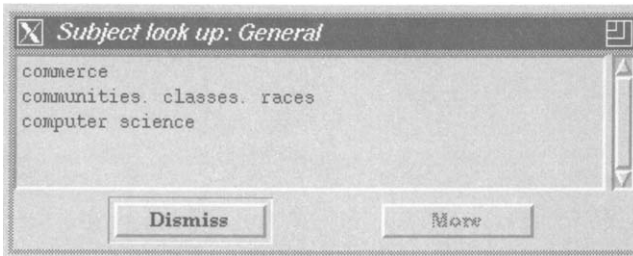 Subject look up: General
commerce
communities. classes. races
computer science
Dismiss
More